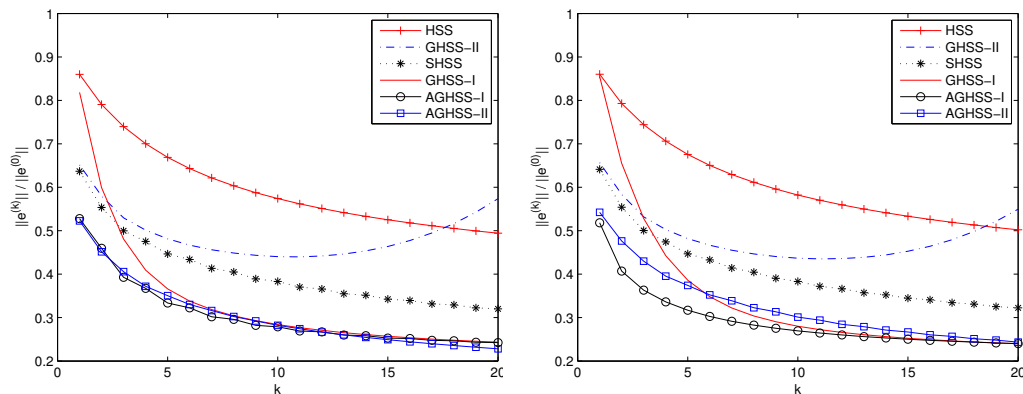 1
0.9
0.8
0.7
0.6
0.5
0.4
0.3
0.2
0
5
10
15
20
k
||e^(k)|| / ||e^(0)||
HSS
GHSS-II
SHSS
GHSS-I
AGHSS-I
AGHSS-II
1
0.9
0.8
0.7
0.6
0.5
0.4
0.3
0.2
0
5
10
15
20
k
||e^(k)|| / ||e^(0)||
HSS
GHSS-II
SHSS
GHSS-I
AGHSS-I
AGHSS-II